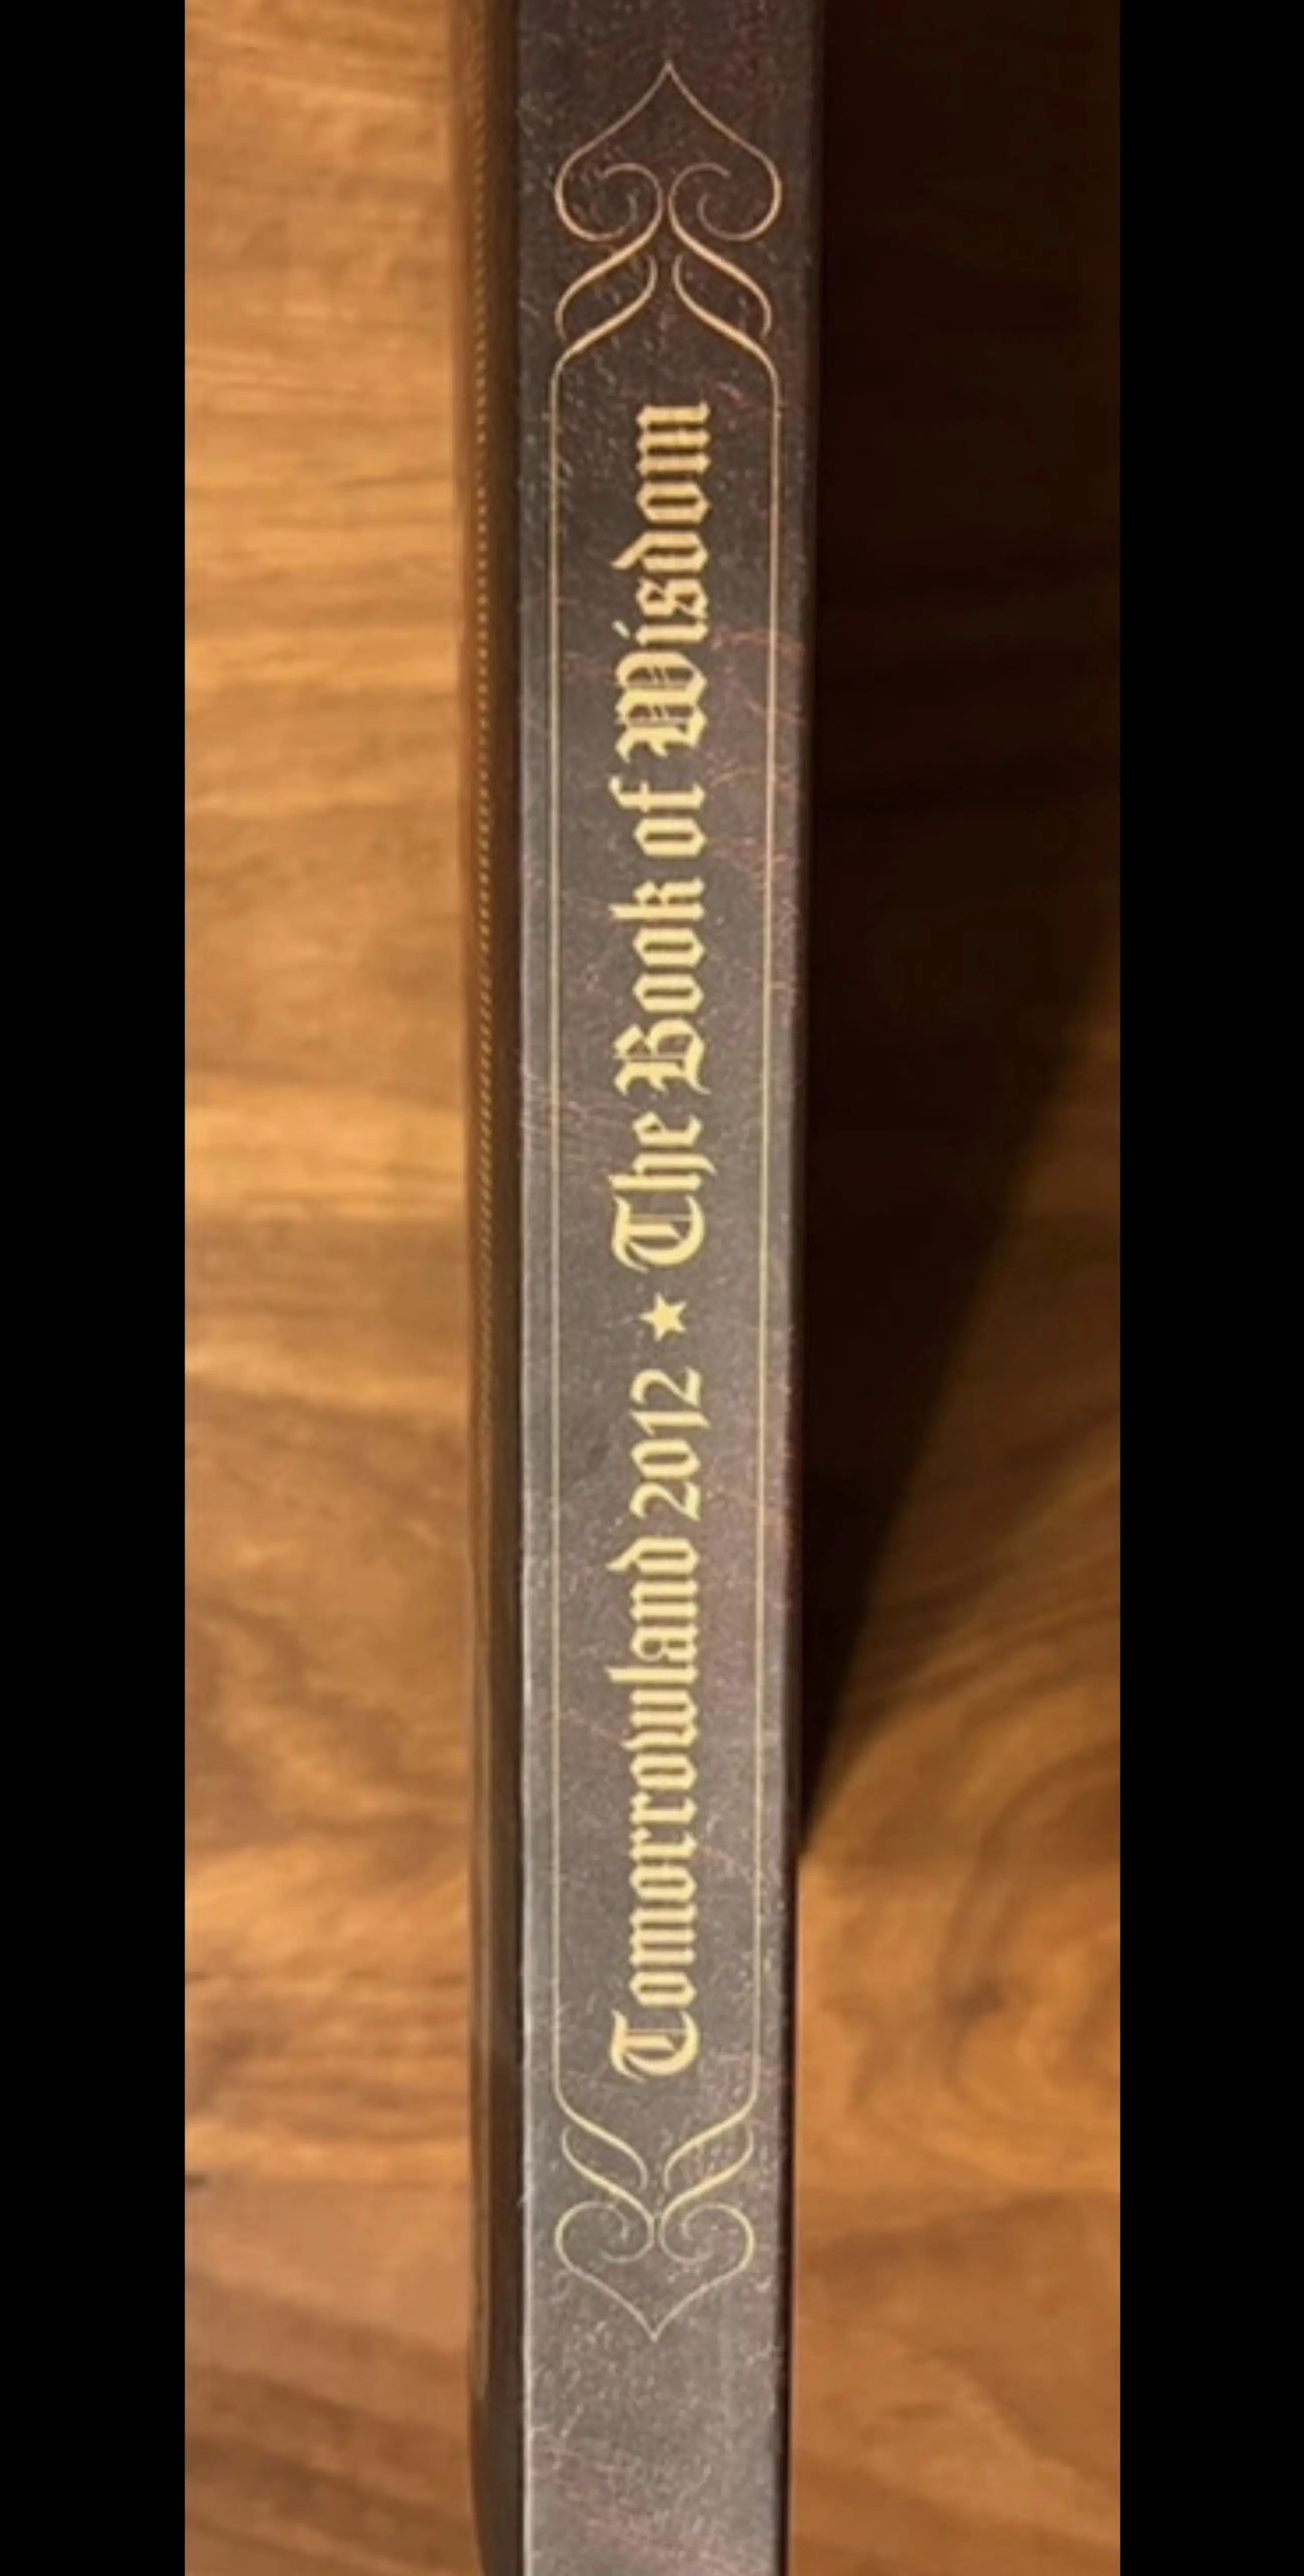 Tomorrowland 2012 ★ The Book of Wisdom